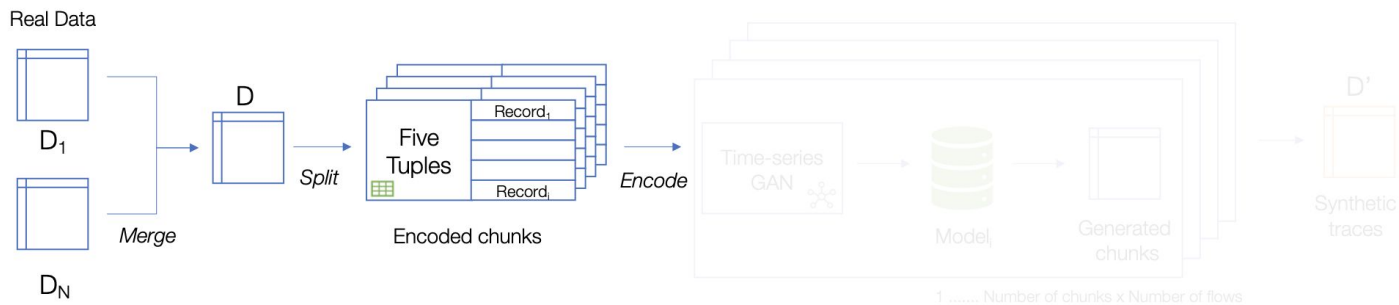 Real Data
D1
DN
Merge
D
Split
Five
Tuples
Record1
Recordi
Encoded chunks
Encode
Time-series
GAN
Modeli
Generated
chunks
1 ....... Number of chunks x Number of flows
D'
Synthetic
traces